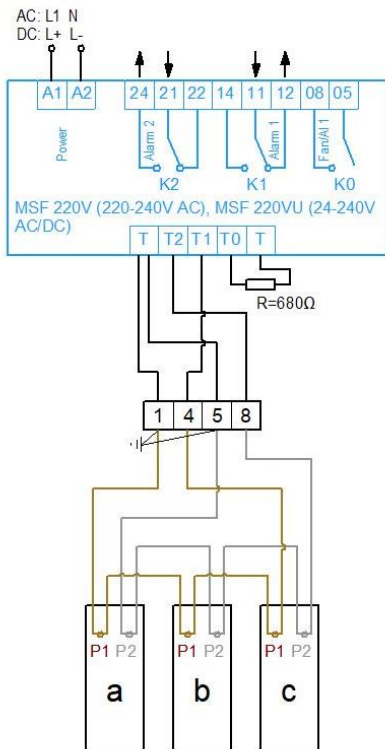 AC: L1 N
DC: L+ L-
A1 A2 24 21 22 14 11 12 08 05
Power Alarm 2 Alarm 1 Fan/Al 1
K2 K1 K0
MSF 220V (220-240V AC), MSF 220VU (24-240V
AC/DC)
T T2 T1 T0 T
R=680Ω
1 4 5 8
P1 P2 P1 P2 P1 P2
a b c